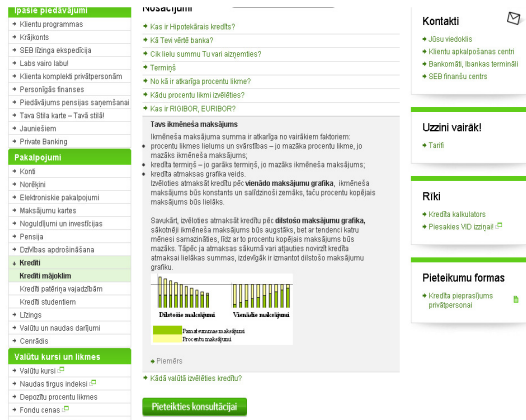 Īpašie piedāvājumi
Klientu programmas
Krājkonts
SEB līzinga ekspedīcija
Labs vairo labu!
Klienta komplekti privātpersonām
Personīgās finanses
Piedāvājums pensijas saņemšanai
Tava Stila karte – Tavā stilā!
Jauniešiem
Private Banking
Pakalpojumi
Konti
Norēķini
Elektroniskie pakalpojumi
Maksājumu kartes
Noguldījumi un investīcijas
Pensija
Dzīvības apdrošināšana
Kredīti
Kredīti mājoklim
Kredīti patēriņa vajadzībām
Kredīti studentiem
Līzings
Valūtu un naudas darījumi
Cenrādis
Valūtu kursi un likmes
Valūtu kursi
Naudas tirgus indeksi
Depozītu procentu likmes
Fondu cenas
Nosacījumi
Kas ir Hipotekārais kredīts?
Kā Tevi vērtē banka?
Cik lielu summu Tu vari aizņemties?
Termiņš
No kā ir atkarīga procentu likme?
Kādu procentu likmi izvēlēties?
Kas ir RIGIBOR, EURIBOR?
Tavs ikmēneša maksājums
Ikmēneša maksājuma summa ir atkarīga no vairākiem faktoriem:
procentu likmes lieluma un svārstības – jo mazāka procentu likme, jo
mazāks ikmēneša maksājums;
kredīta termiņš – jo garāks termiņš, jo mazāks ikmēneša maksājums;
kredīta atmaksas grafika veids.
Izvēloties atmaksāt kredītu pēc vienādo maksājumu grafika, ikmēneša
maksājums būs konstants un salīdzinoši zemāks, taču procentu kopējais
maksājums būs lielāks.
Savukārt, izvēloties atmaksāt kredītu pēc dilstošo maksājumu grafika,
sākotnēji ikmēneša maksājums būs augstāks, bet ar tendenci katru
mēnesi samazināties, līdz ar to procentu kopējais maksājums būs
mazāks. Tāpēc ja atmaksas sākumā vari atļauties novirzīt kredīta
atmaksai lielākas summas, izdevīgāk ir izmantot dilstošo maksājumu
grafiku.
Dilstošie maksājumi Vienādie maksājumi
Pamatsummas maksājumi
Procentu maksājumi
Piemērs
Kādā valūtā izvēlēties kredītu?
Pieteikties konsultācijai
Kontakti
Jūsu viedoklis
Klientu apkalpošanas centri
Bankomāti, Ibankas termināli
SEB finanšu centrs
Uzzini vairāk!
Tarifi
Rīki
Kredīta kalkulators
Piesakies VID izziņai!
Pieteikumu formas
Kredīta pieprasījums
privātpersonai